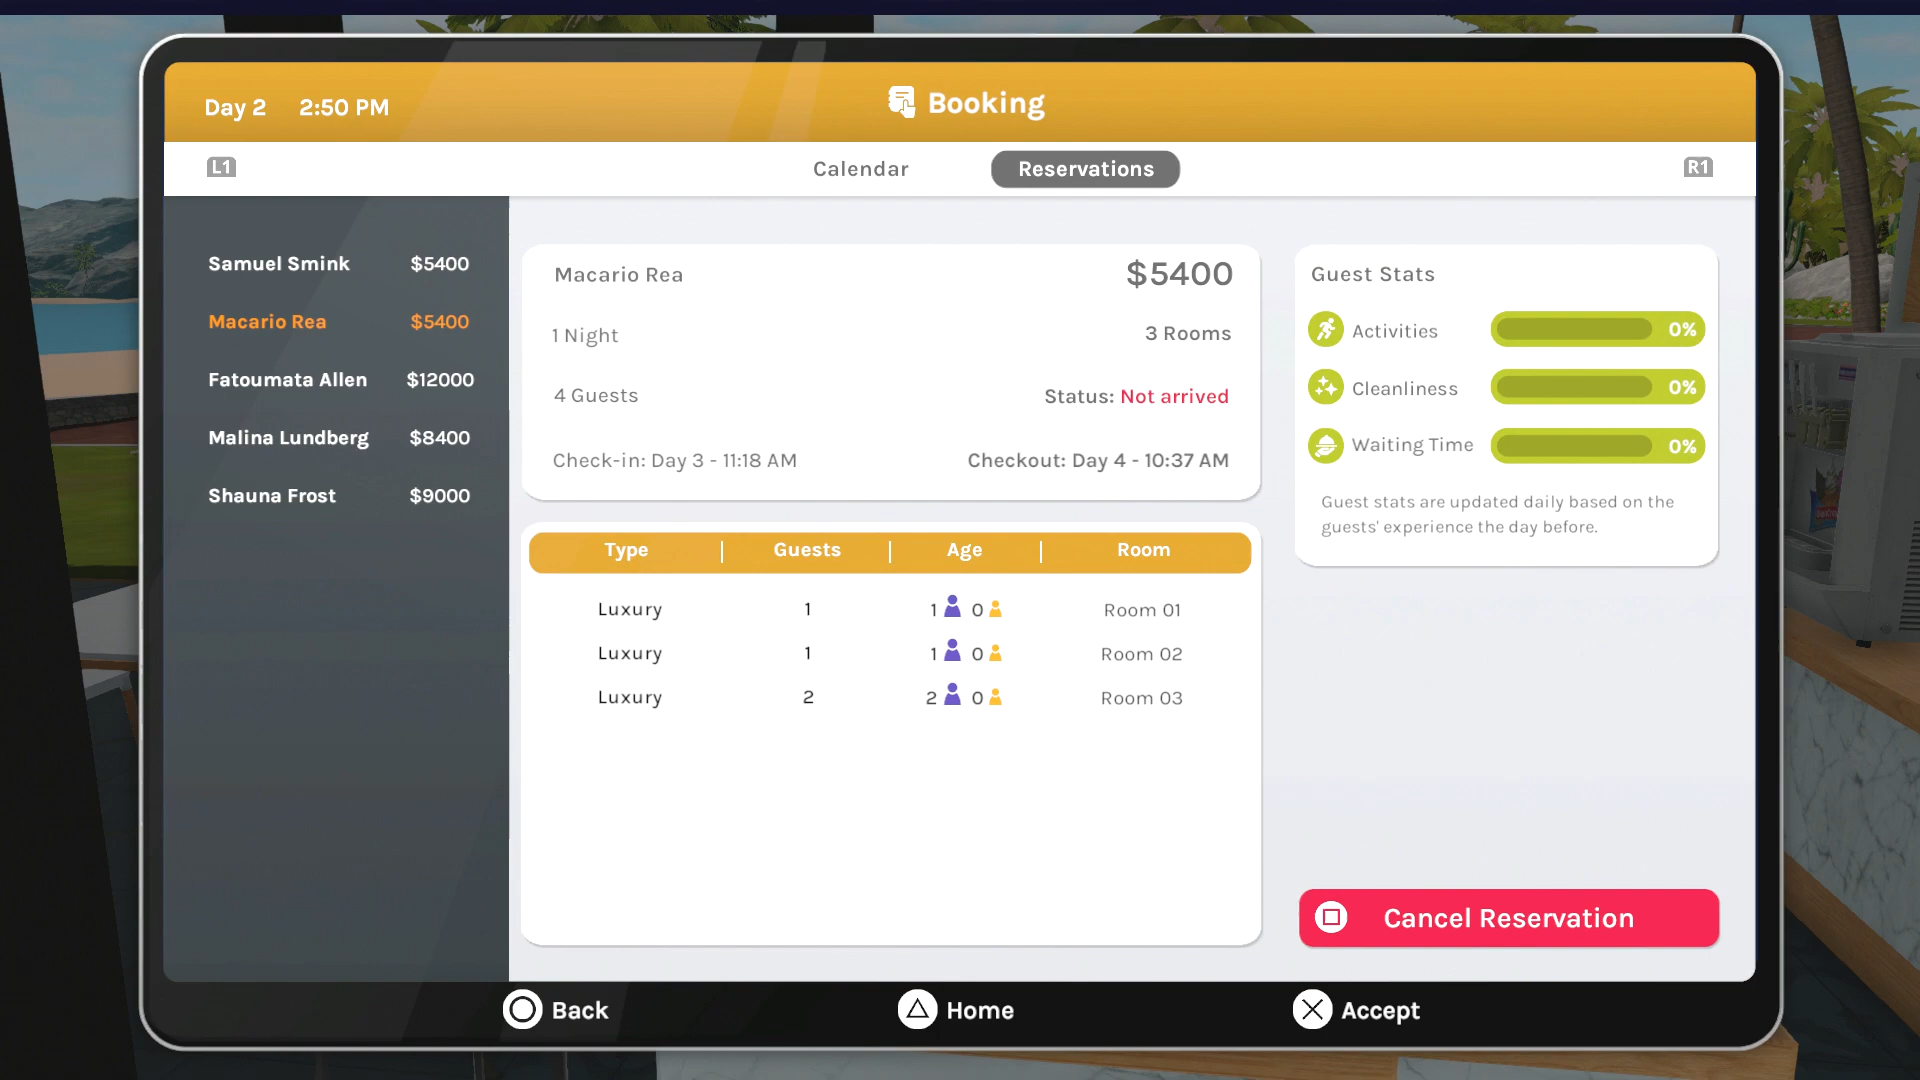 Day 2 2:50 PM Booking
L1 Calendar Reservations R1
Samuel Smink $5400
Macario Rea $5400
Fatoumata Allen $12000
Malina Lundberg $8400
Shauna Frost $9000
Macario Rea $5400
1 Night 3 Rooms
4 Guests Status: Not arrived
Check-in: Day 3 - 11:18 AM Checkout: Day 4 - 10:37 AM
Type Guests Age Room
Luxury 1 1 0 Room 01
Luxury 1 1 0 Room 02
Luxury 2 2 0 Room 03
Guest Stats
Activities 0%
Cleanliness 0%
Waiting Time 0%
Guest stats are updated daily based on the
guests' experience the day before.
Cancel Reservation
Back Home Accept